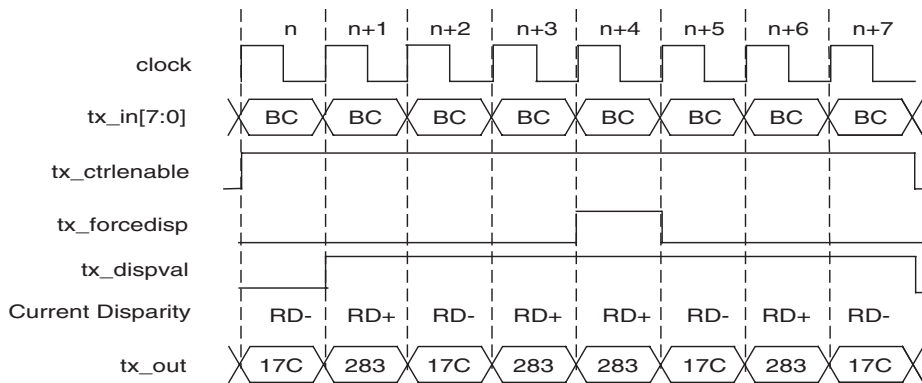 n n+1 n+2 n+3 n+4 n+5 n+6 n+7
clock
tx_in[7:0] BC BC BC BC BC BC BC BC
tx_ctrlenable
tx_forcedisp
tx_dispval
Current Disparity RD- RD+ RD- RD+ RD+ RD- RD+ RD-
tx_out 17C 283 17C 283 283 17C 283 17C